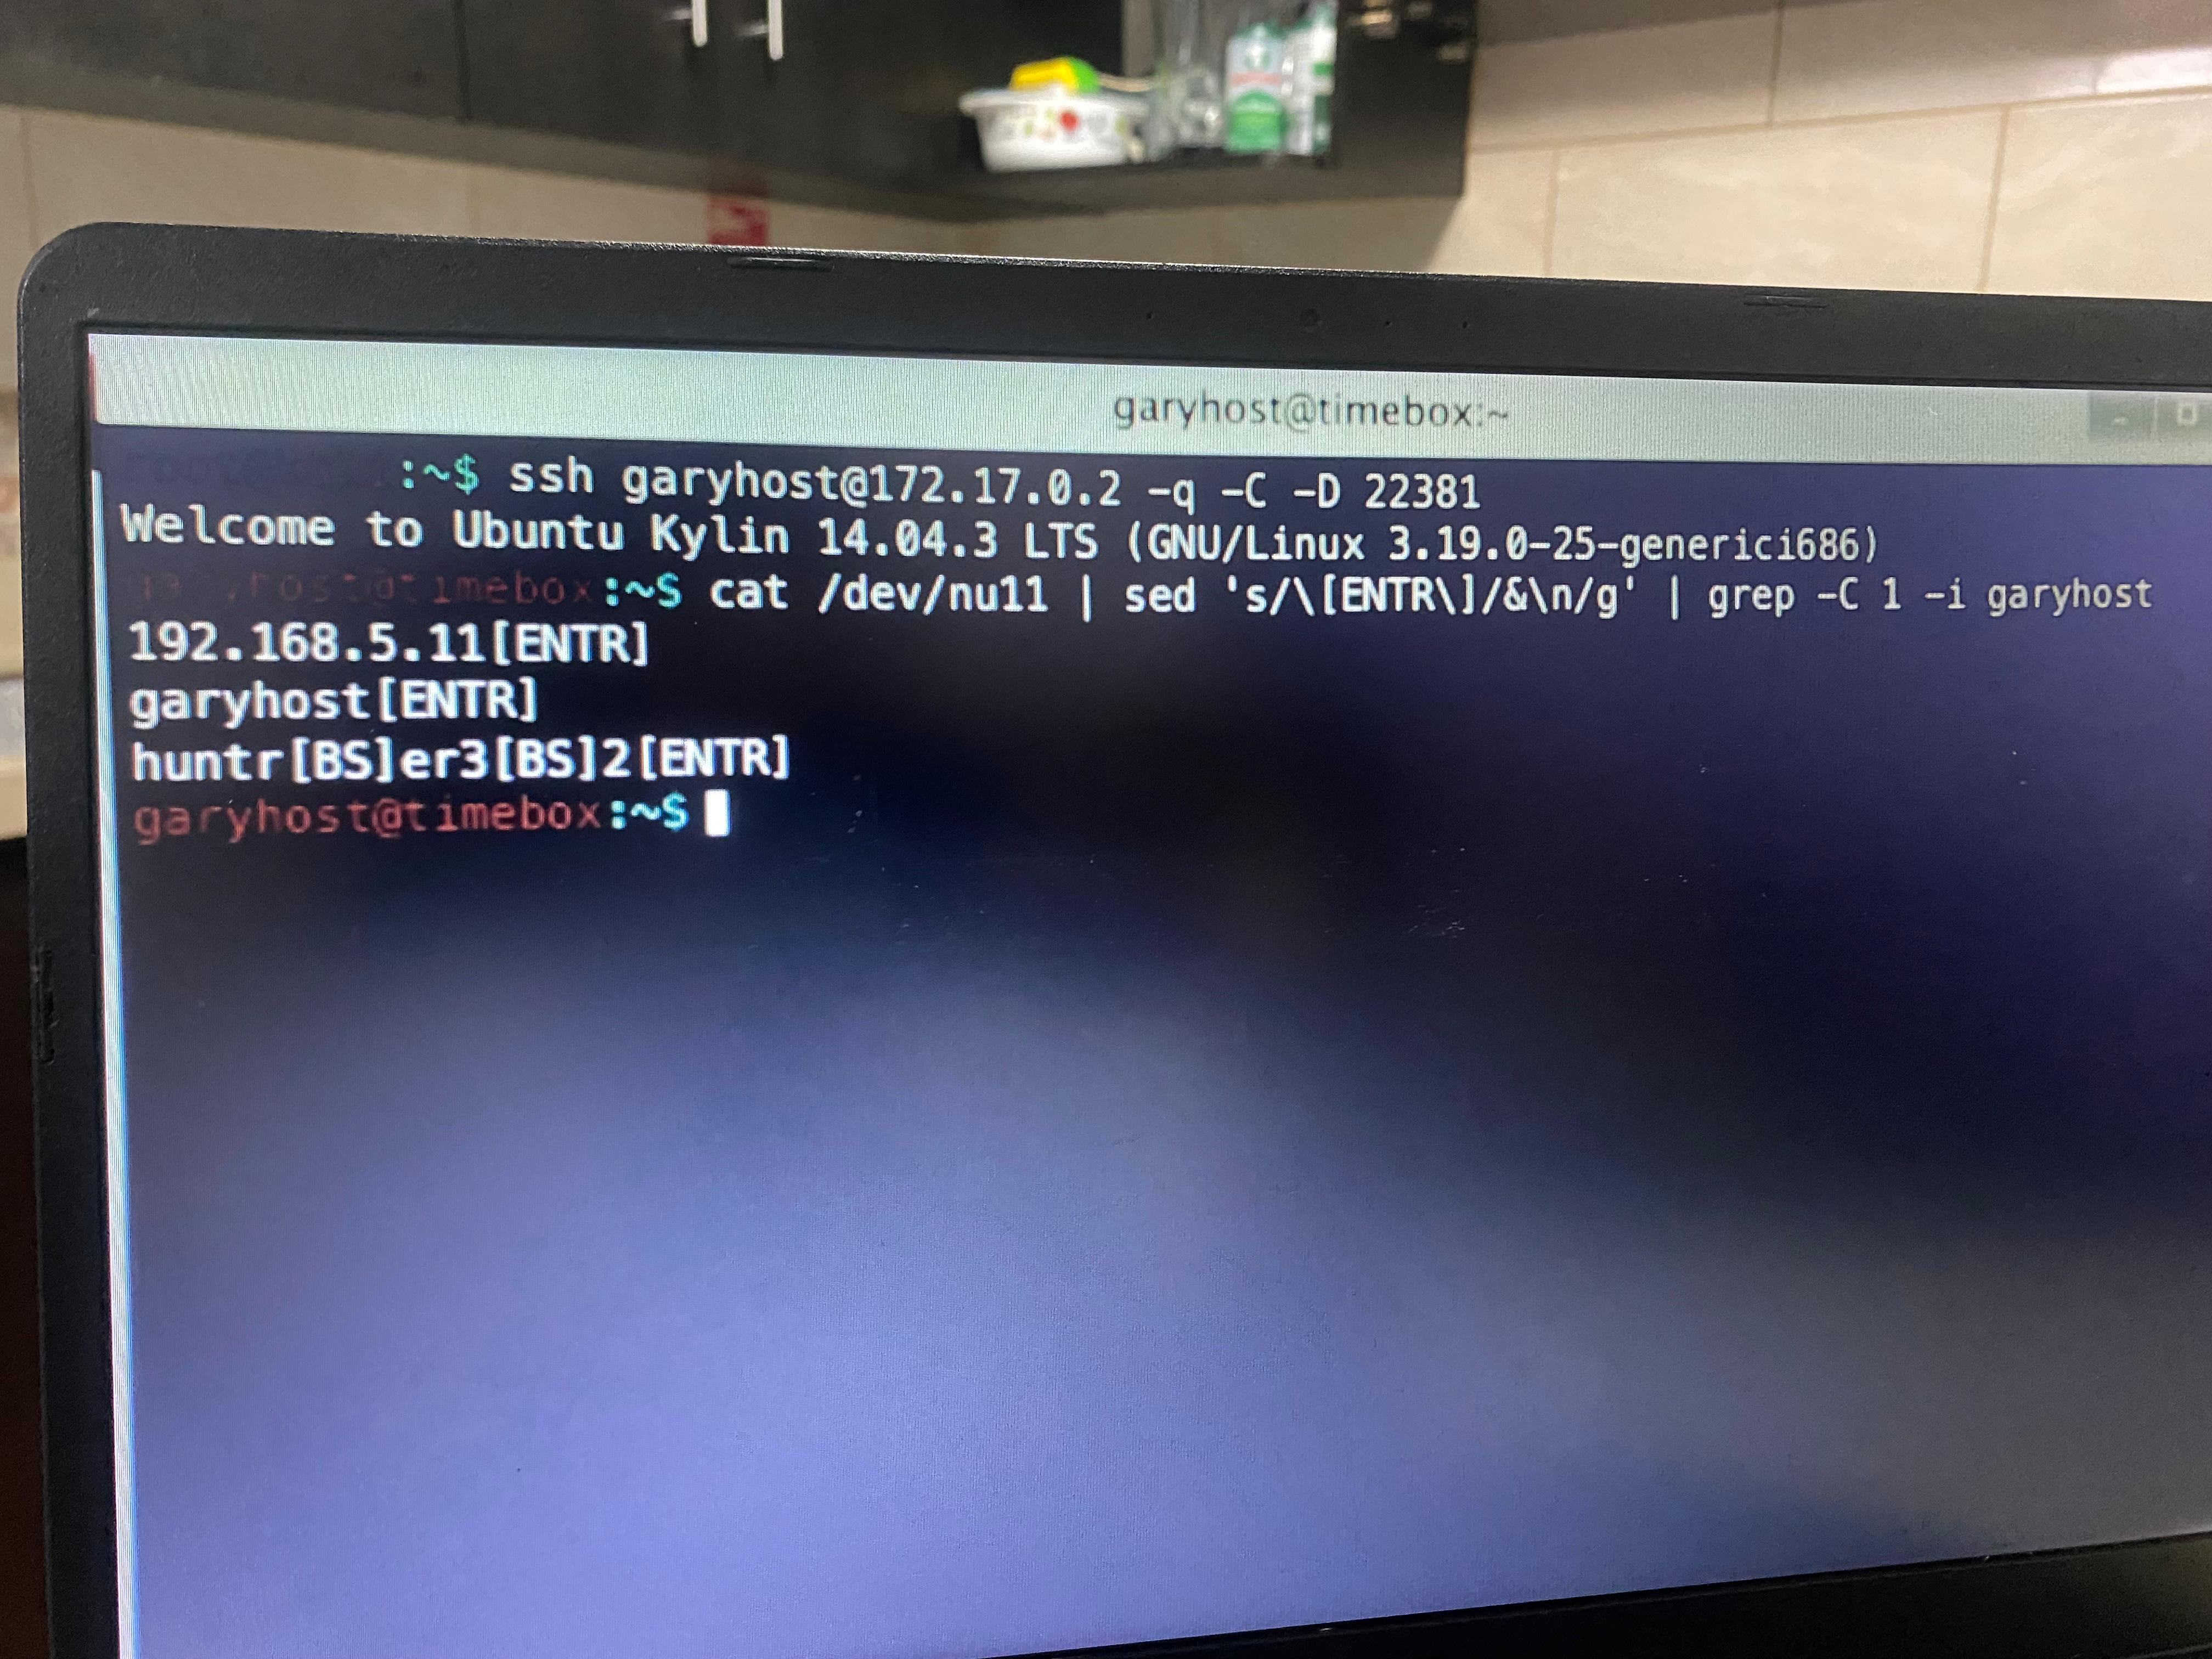 garyhost@timebox:~
:~$ ssh garyhost@172.17.0.2 -q -C -D 22381
Welcome to Ubuntu Kylin 14.04.3 LTS (GNU/Linux 3.19.0-25-generici686)
host@timebox:~$ cat /dev/nu11 | sed 's/\[ENTR\]/&\n/g' | grep -C 1 -i garyhost
192.168.5.11[ENTR]
garyhost[ENTR]
huntr[BS]er3[BS]2[ENTR]
garyhost@timebox:~$